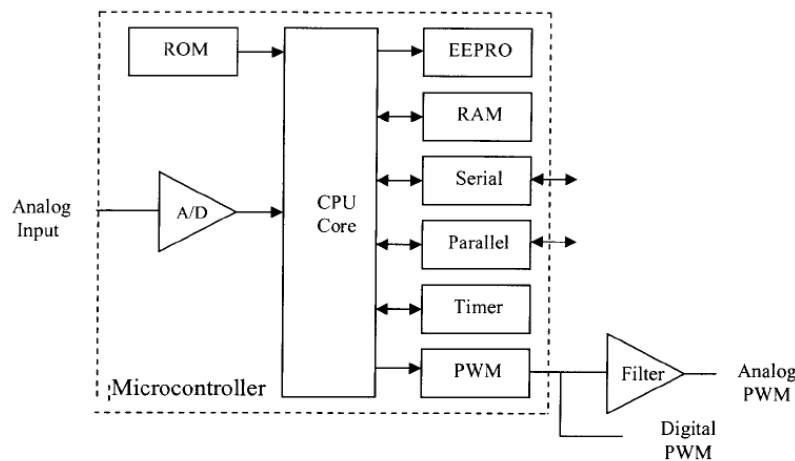 ROM
EEPRO
RAM
Serial
Analog
Input
A/D
CPU
Core
Parallel
Timer
Microcontroller
PWM
Filter
Analog
PWM
Digital
PWM